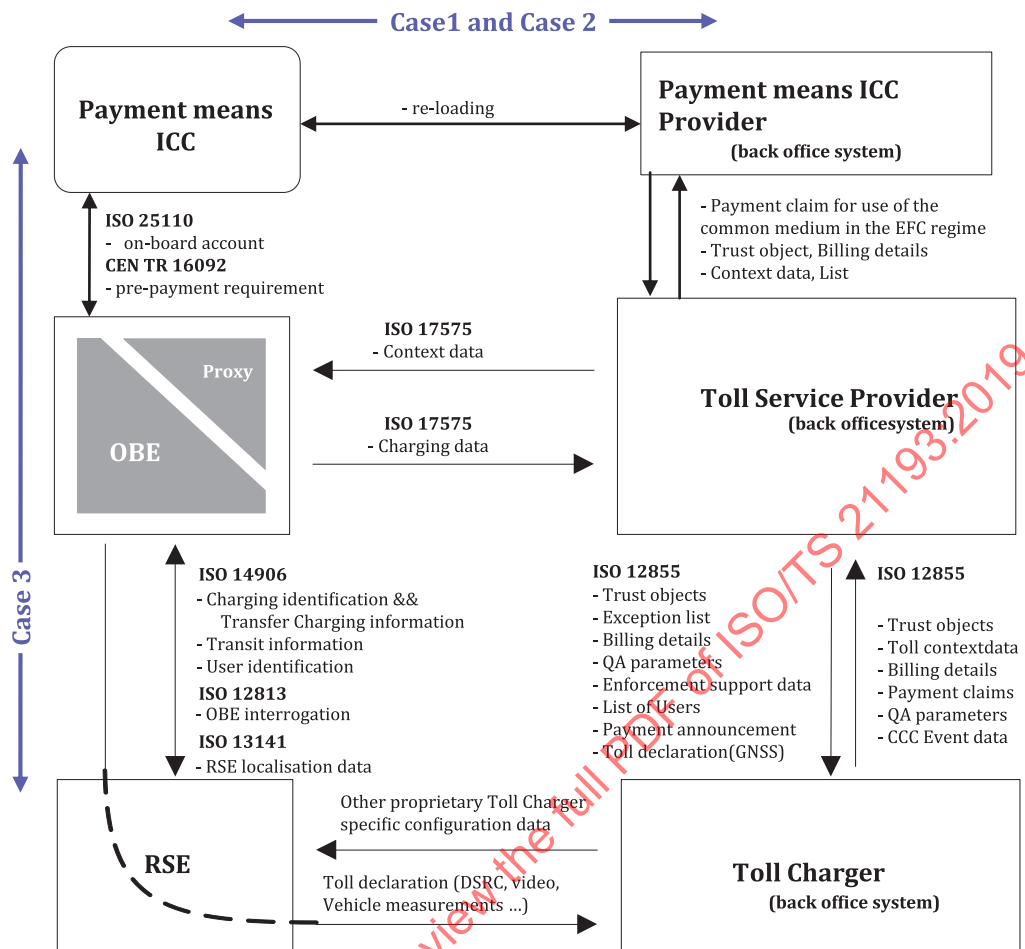 Case1 and Case 2
Payment means
ICC
- re-loading
Payment means ICC
Provider
(back office system)
ISO 25110
- on-board account
CEN TR 16092
- pre-payment requirement
- Payment claim for use of the
common medium in the EFC regime
- Trust object, Billing details
- Context data, List
Proxy
OBE
ISO 17575
- Context data
ISO 17575
- Charging data
Toll Service Provider
(back officesystem)
Case 3
ISO 14906
- Charging identification &&
Transfer Charging information
- Transit information
- User identification
ISO 12813
- OBE interrogation
ISO 13141
- RSE localisation data
ISO 12855
- Trust objects
- Exception list
- Billing details
- QA parameters
- Enforcement support data
- List of Users
- Payment announcement
- Toll declaration(GNSS)
ISO 12855
- Trust objects
- Toll contextdata
- Billing details
- Payment claims
- QA parameters
- CCC Event data
RSE
Other proprietary Toll Charger
specific configuration data
Toll declaration (DSRC, video,
Vehicle measurements ...)
Toll Charger
(back office system)
view the full PDF of ISO/TS 21193:2019